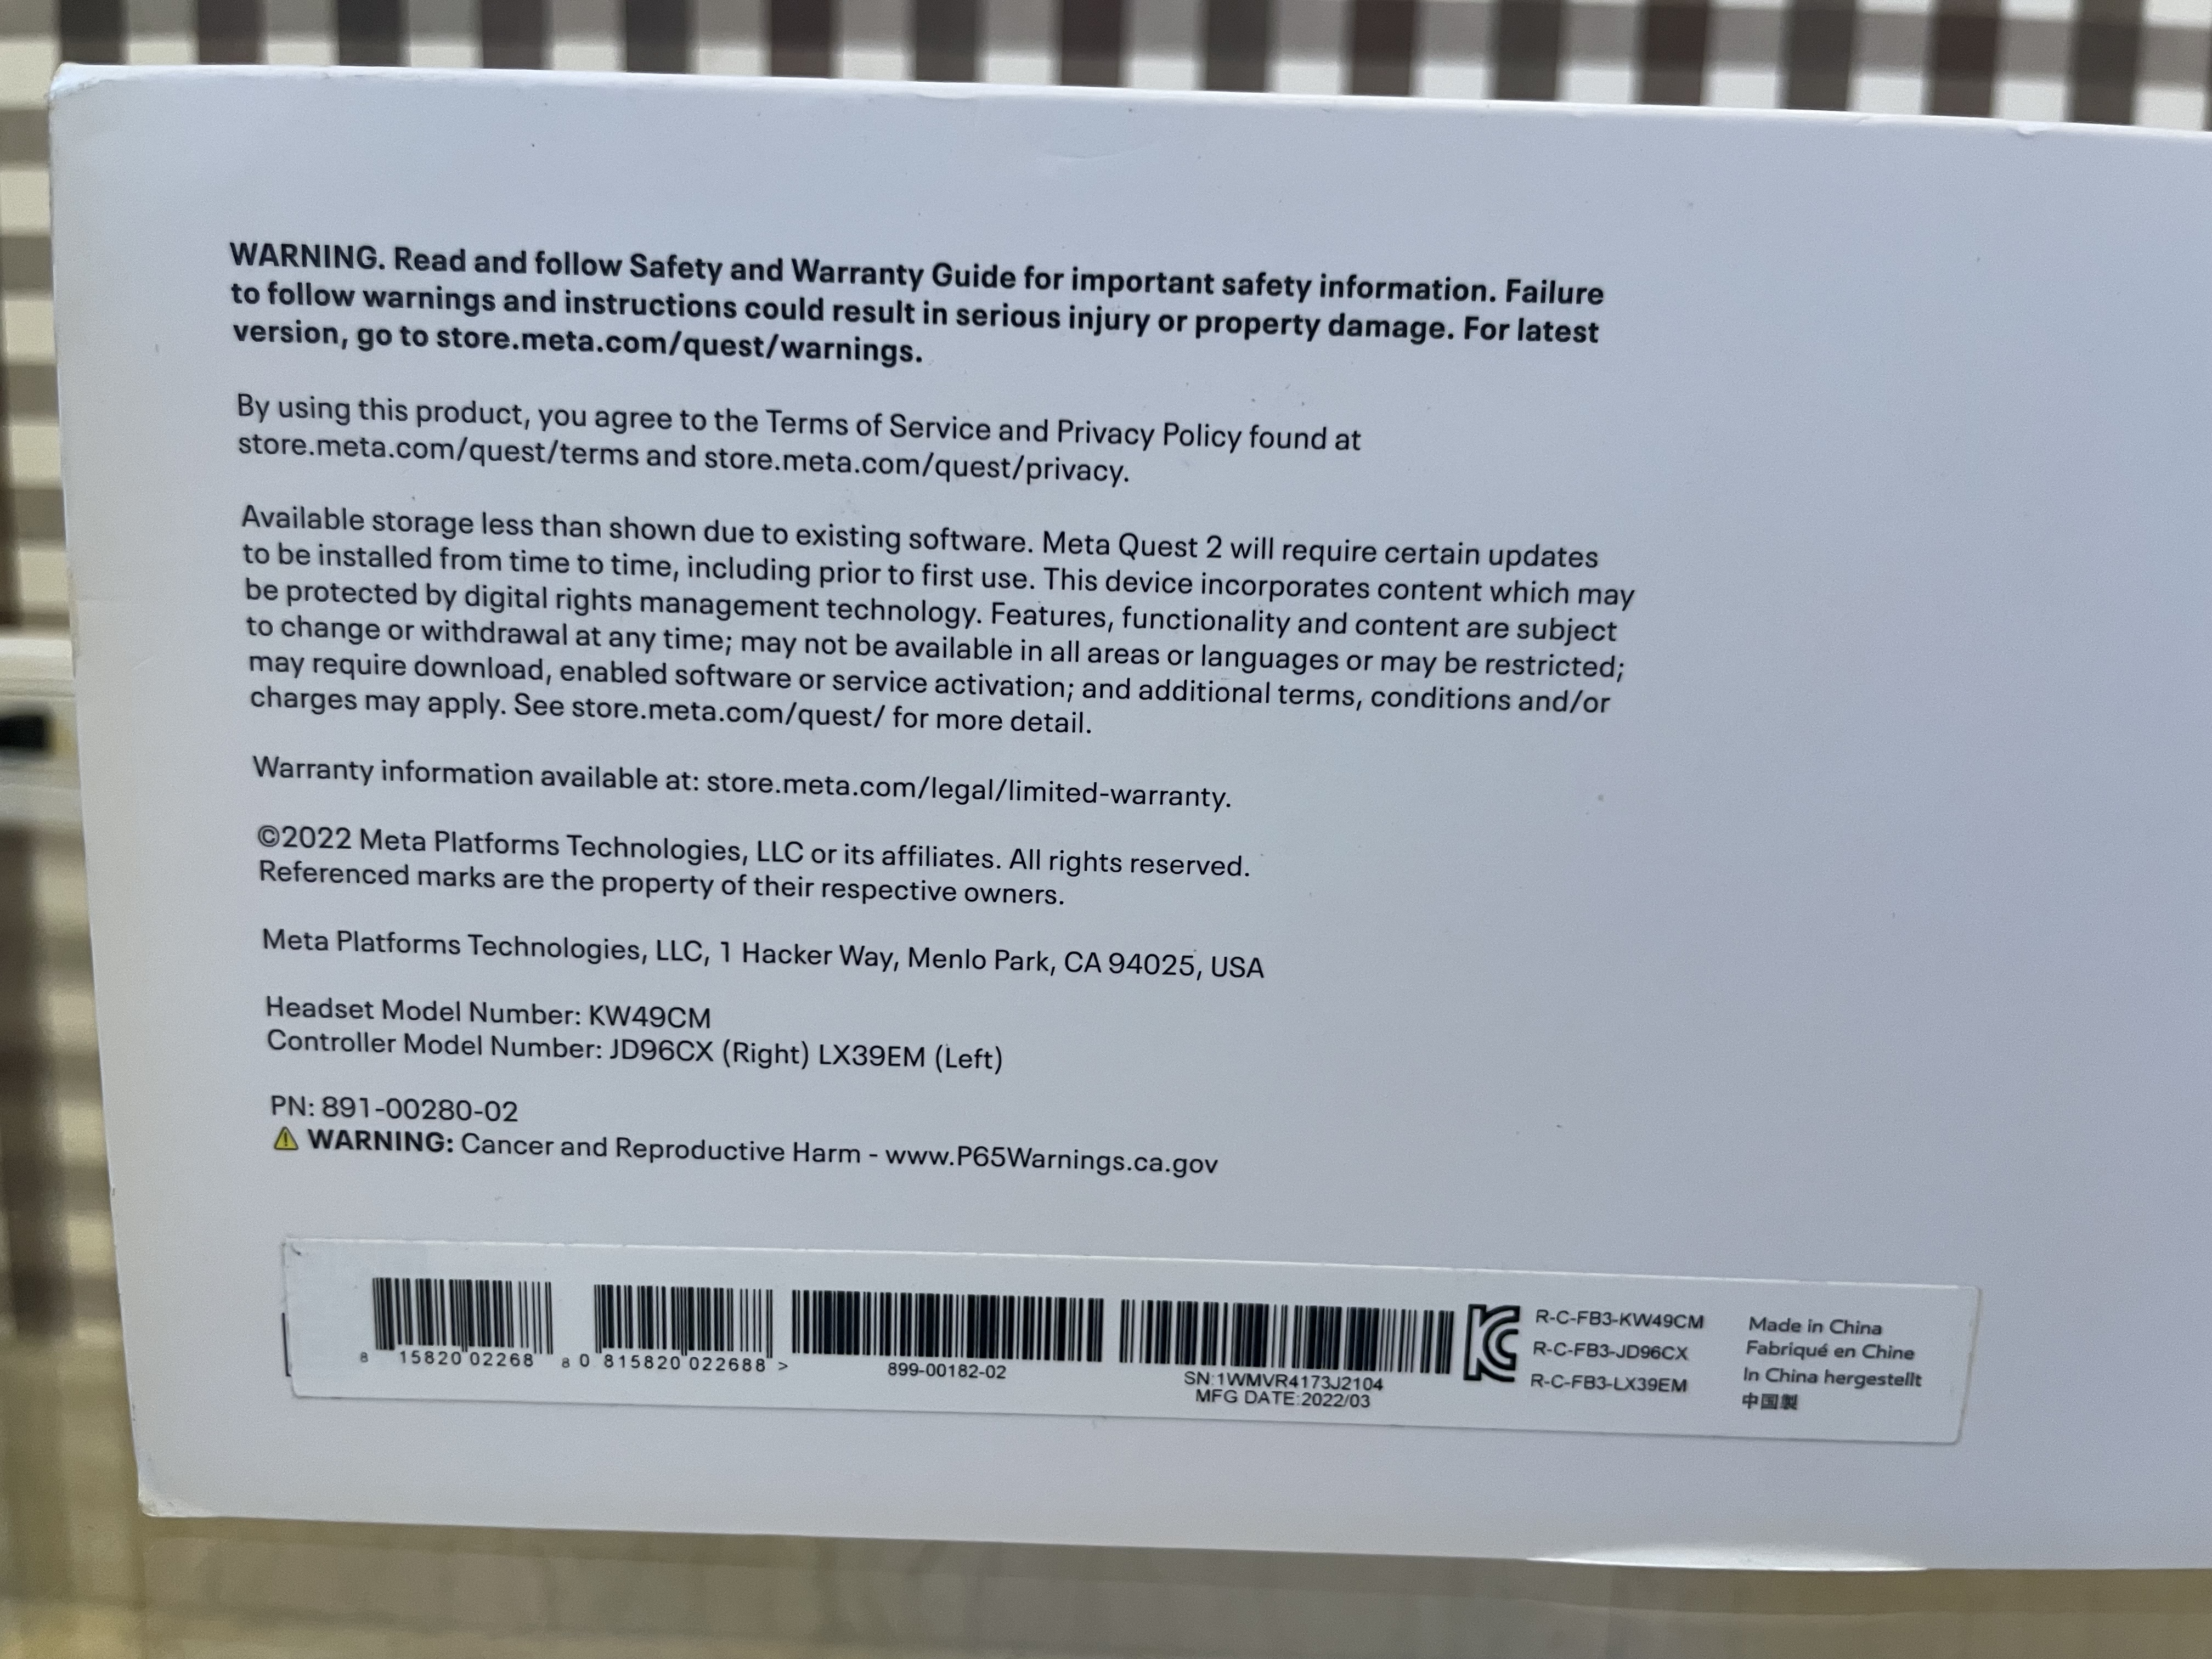 WARNING. Read and follow Safety and Warranty Guide for important safety information. Failure
to follow warnings and instructions could result in serious injury or property damage. For latest
version, go to store.meta.com/quest/warnings.
By using this product, you agree to the Terms of Service and Privacy Policy found at
store.meta.com/quest/terms and store.meta.com/quest/privacy.
Available storage less than shown due to existing software. Meta Quest 2 will require certain updates
to be installed from time to time, including prior to first use. This device incorporates content which may
be protected by digital rights management technology. Features, functionality and content are subject
to change or withdrawal at any time; may not be available in all areas or languages or may be restricted;
may require download, enabled software or service activation; and additional terms, conditions and/or
charges may apply. See store.meta.com/quest/ for more detail.
Warranty information available at: store.meta.com/legal/limited-warranty.
©2022 Meta Platforms Technologies, LLC or its affiliates. All rights reserved.
Referenced marks are the property of their respective owners.
Meta Platforms Technologies, LLC, 1 Hacker Way, Menlo Park, CA 94025, USA
Headset Model Number: KW49CM
Controller Model Number: JD96CX (Right) LX39EM (Left)
PN: 891-00280-02
⚠ WARNING: Cancer and Reproductive Harm - www.P65Warnings.ca.gov
8 15820 02268 8
0 815820 022688 >
899-00182-02
SN:1WMVR4173J2104
MFG DATE:2022/03
R-C-FB3-KW49CM
R-C-FB3-JD96CX
R-C-FB3-LX39EM
Made in China
Fabriqué en Chine
In China hergestellt
中国製